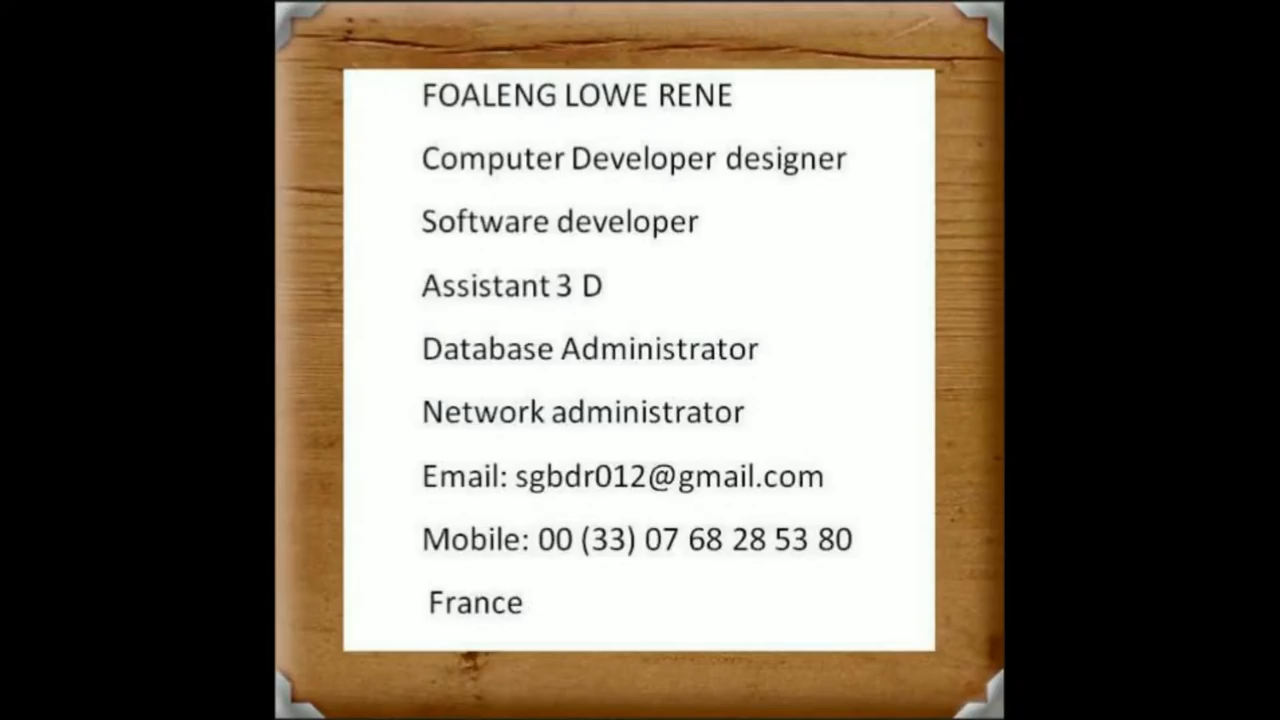 FOALENG LOWE RENE
Computer Developer designer
Software developer
Assistant 3 D
Database Administrator
Network administrator
Email: sgbdr012@gmail.com
Mobile: 00 (33) 07 68 28 53 80
France